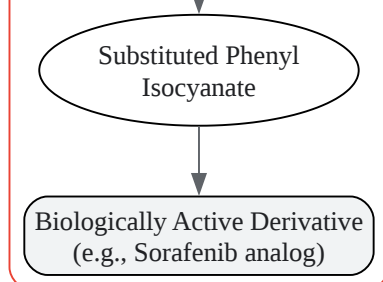 Substituted Phenyl
Isocyanate
Biologically Active Derivative
(e.g., Sorafenib analog)